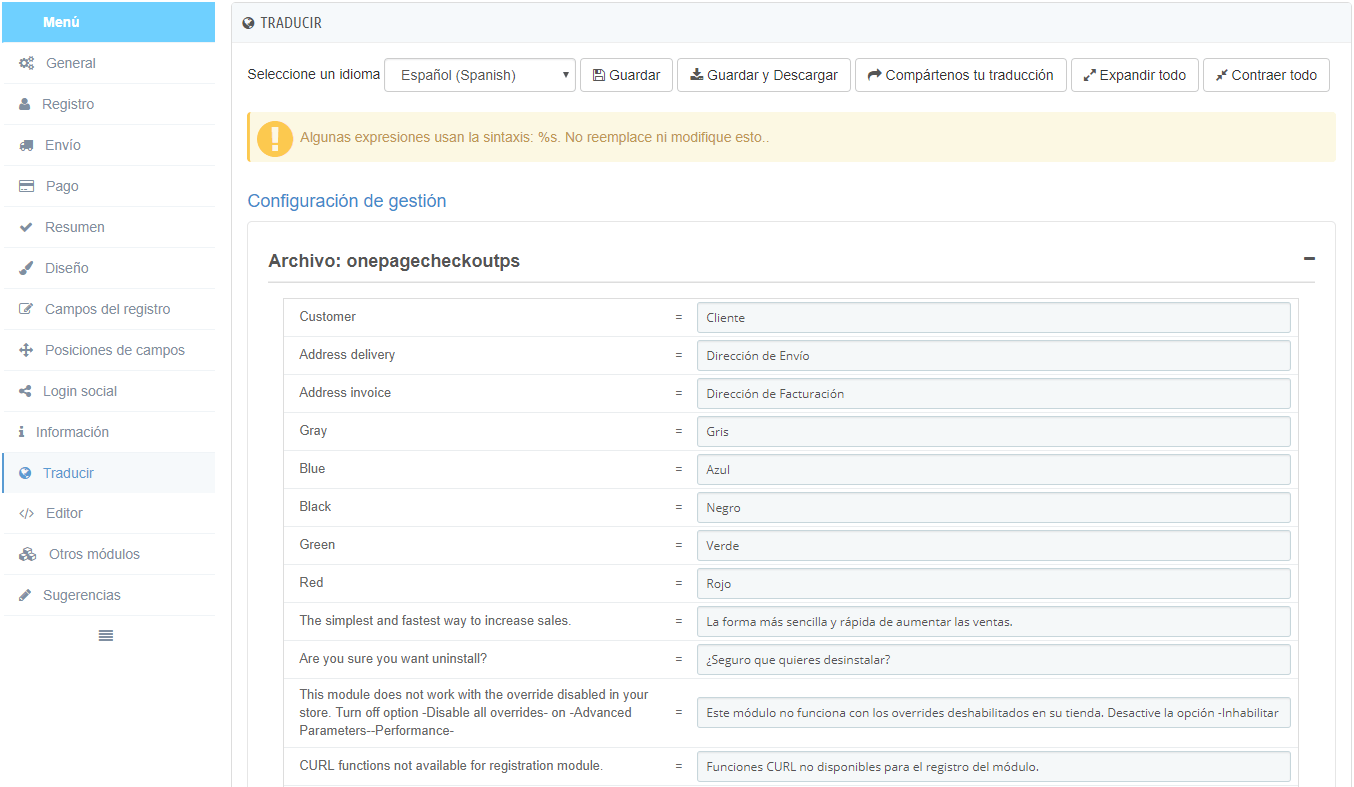 Menú
General
Registro
Envío
Pago
Resumen
Diseño
Campos del registro
Posiciones de campos
Login social
Información
Traducir
Editor
Otros módulos
Sugerencias
TRADUCIR
Seleccione un idioma Español (Spanish) Guardar Guardar y Descargar Compártenos tu traducción Expandir todo Contraer todo
Algunas expresiones usan la sintaxis: %s. No reemplace ni modifique esto..
Configuración de gestión
Archivo: onepagecheckoutps
Customer = Cliente
Address delivery = Dirección de Envío
Address invoice = Dirección de Facturación
Gray = Gris
Blue = Azul
Black = Negro
Green = Verde
Red = Rojo
The simplest and fastest way to increase sales. = La forma más sencilla y rápida de aumentar las ventas.
Are you sure you want uninstall? = ¿Seguro que quieres desinstalar?
This module does not work with the override disabled in your
store. Turn off option -Disable all overrides- on -Advanced = Este módulo no funciona con los overrides deshabilitados en su tienda. Desactive la opción -Inhabilitar
Parameters--Performance-
CURL functions not available for registration module. = Funciones CURL no disponibles para el registro del módulo.